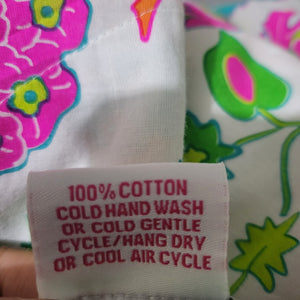 100% COTTON
COLD HAND WASH
OR COLD GENTLE
CYCLE/HANG DRY
OR COOL AIR CYCLE